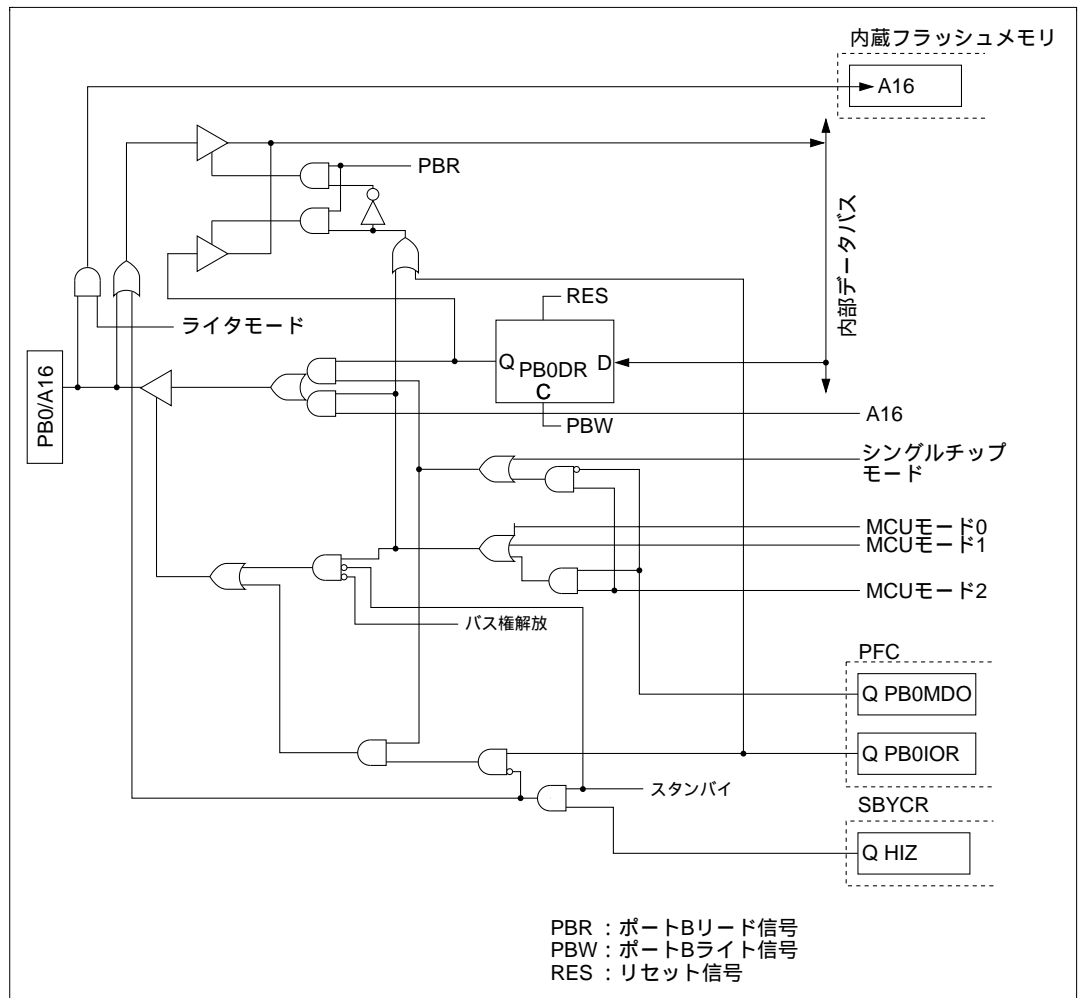 内蔵フラッシュメモリ
A16
PBR
内部データバス
RES
ライタモード
Q PB0DR D
C
PB0/A16
PBW
A16
シングルチップ
モード
MCUモード0
MCUモード1
MCUモード2
バス権解放
PFC
Q PB0MDO
Q PB0IOR
スタンバイ
SBYCR
Q HIZ
PBR : ポートBリード信号
PBW : ポートBライト信号
RES : リセット信号